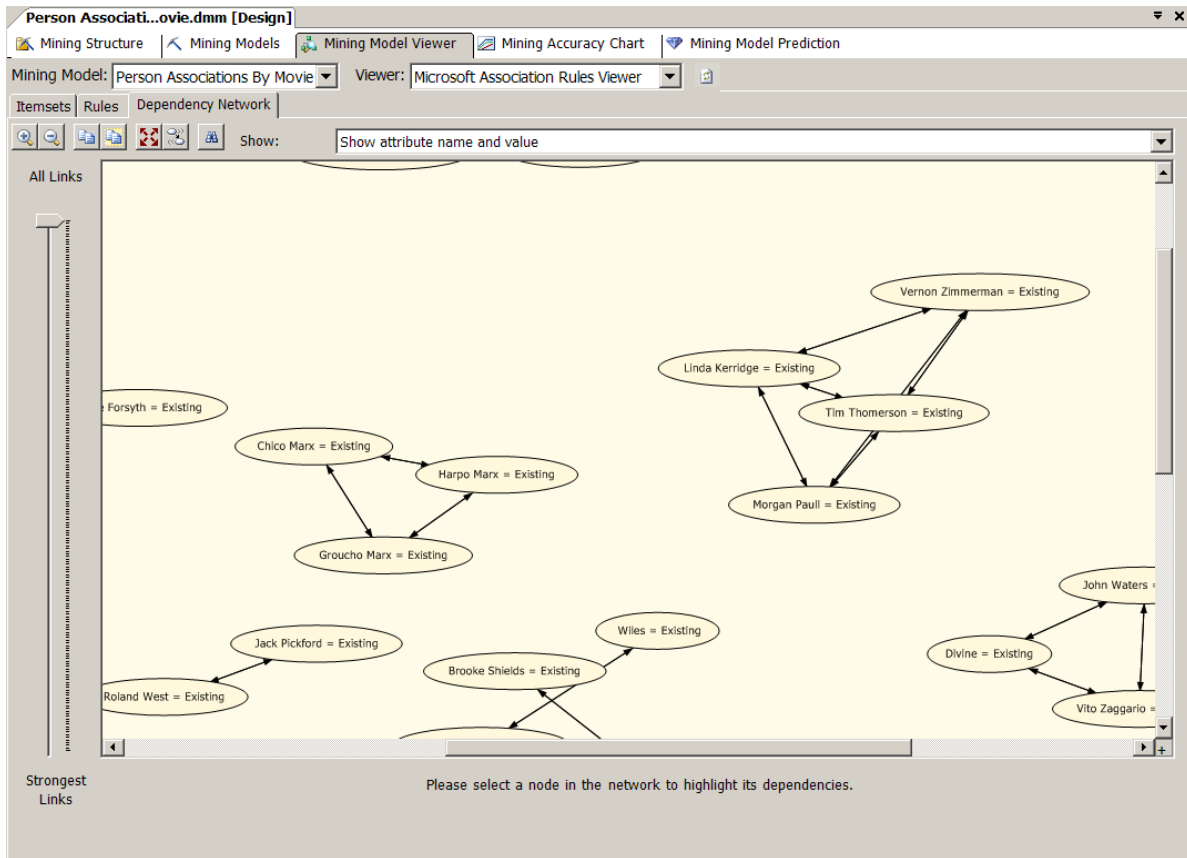 Person Associati...ovie.dmm [Design]
Mining Structure Mining Models Mining Model Viewer Mining Accuracy Chart Mining Model Prediction
Mining Model: Person Associations By Movie Viewer: Microsoft Association Rules Viewer
Itemsets Rules Dependency Network
Show: Show attribute name and value
All Links
Vernon Zimmerman = Existing
Linda Kerridge = Existing
Forsyth = Existing
Tim Thomerson = Existing
Chico Marx = Existing
Harpo Marx = Existing
Morgan Paull = Existing
Groucho Marx = Existing
John Waters =
Wiles = Existing
Jack Pickford = Existing
Divine = Existing
Brooke Shields = Existing
Roland West = Existing
Vito Zaggario =
Strongest
Links
Please select a node in the network to highlight its dependencies.